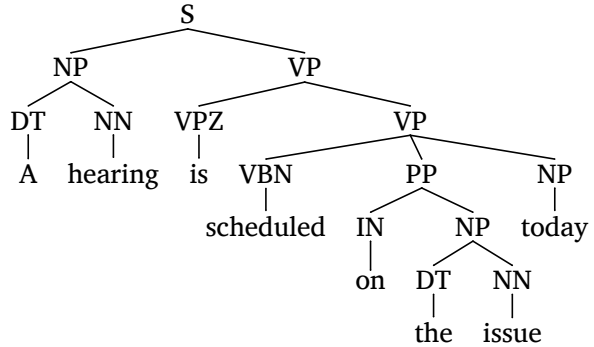 S
NP VP
DT NN VPZ VP
A hearing is VBN PP NP
scheduled IN NP today
on DT NN
the issue